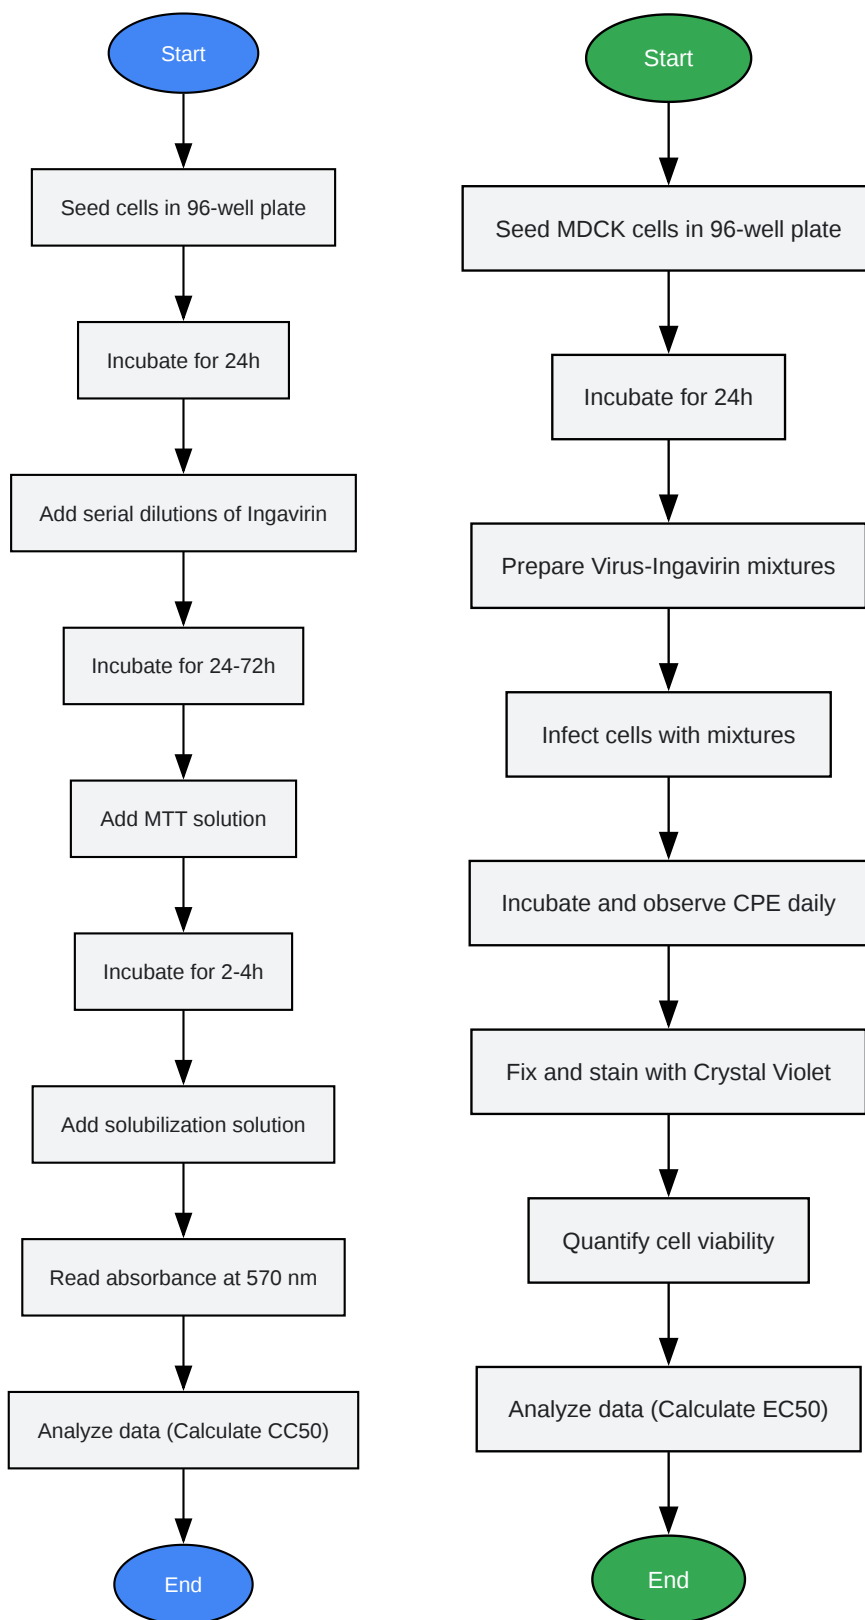 Start
Seed cells in 96-well plate
Incubate for 24h
Add serial dilutions of Ingavirin
Incubate for 24-72h
Add MTT solution
Incubate for 2-4h
Add solubilization solution
Read absorbance at 570 nm
Analyze data (Calculate CC50)
End
Start
Seed MDCK cells in 96-well plate
Incubate for 24h
Prepare Virus-Ingavirin mixtures
Infect cells with mixtures
Incubate and observe CPE daily
Fix and stain with Crystal Violet
Quantify cell viability
Analyze data (Calculate EC50)
End